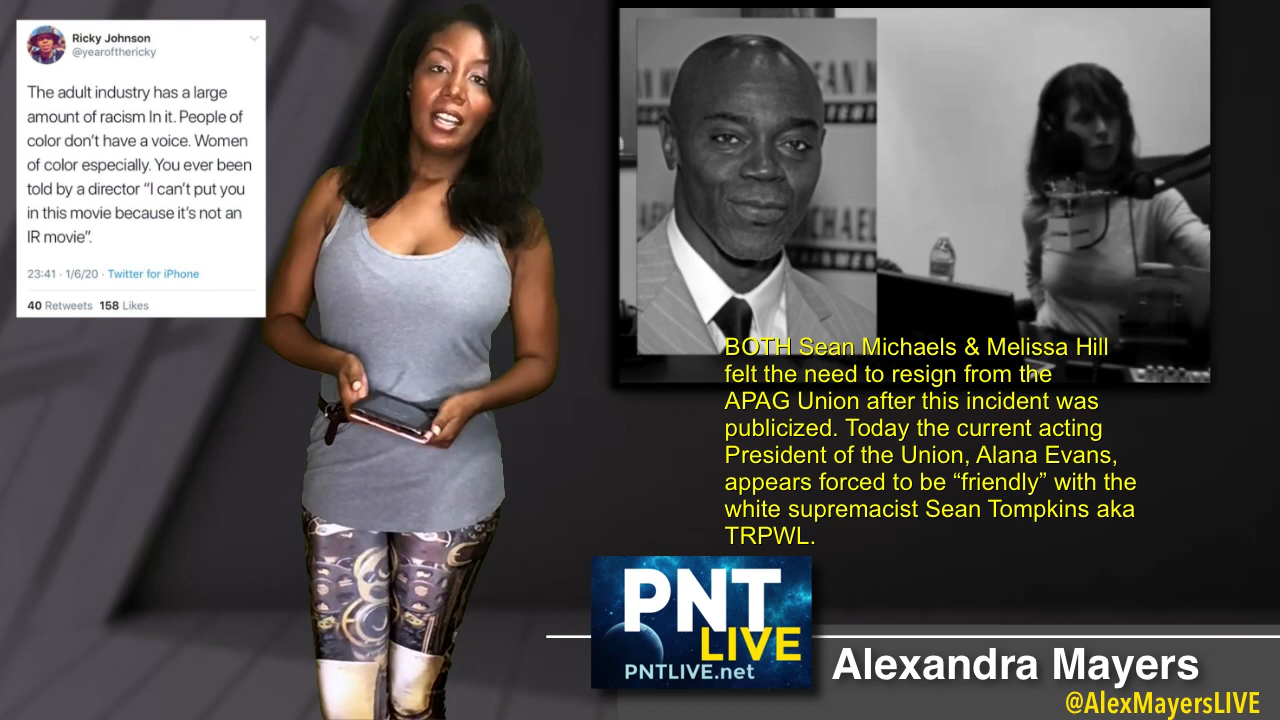 Ricky Johnson
@yearofthericky
The adult industry has a large
amount of racism In it. People of
color don't have a voice. Women
of color especially. You ever been
told by a director “I can't put you
in this movie because it's not an
IR movie”.
23:41 · 1/6/20 · Twitter for iPhone
40 Retweets 158 Likes
BOTH Sean Michaels & Melissa Hill
felt the need to resign from the
APAG Union after this incident was
publicized. Today the current acting
President of the Union, Alana Evans,
appears forced to be “friendly” with the
white supremacist Sean Tompkins aka
TRPWL.
PNT
LIVE
PNTLIVE.net
Alexandra Mayers
@AlexMayersLIVE